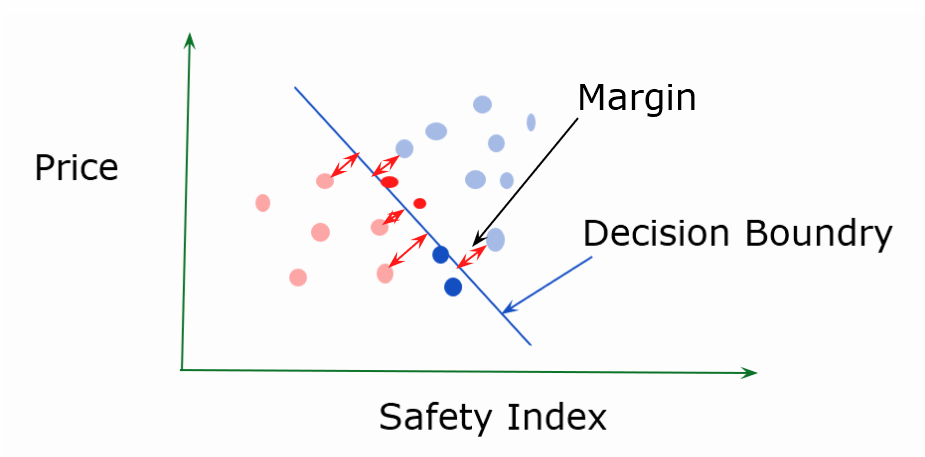 Margin
Price
Decision Boundry
Safety Index